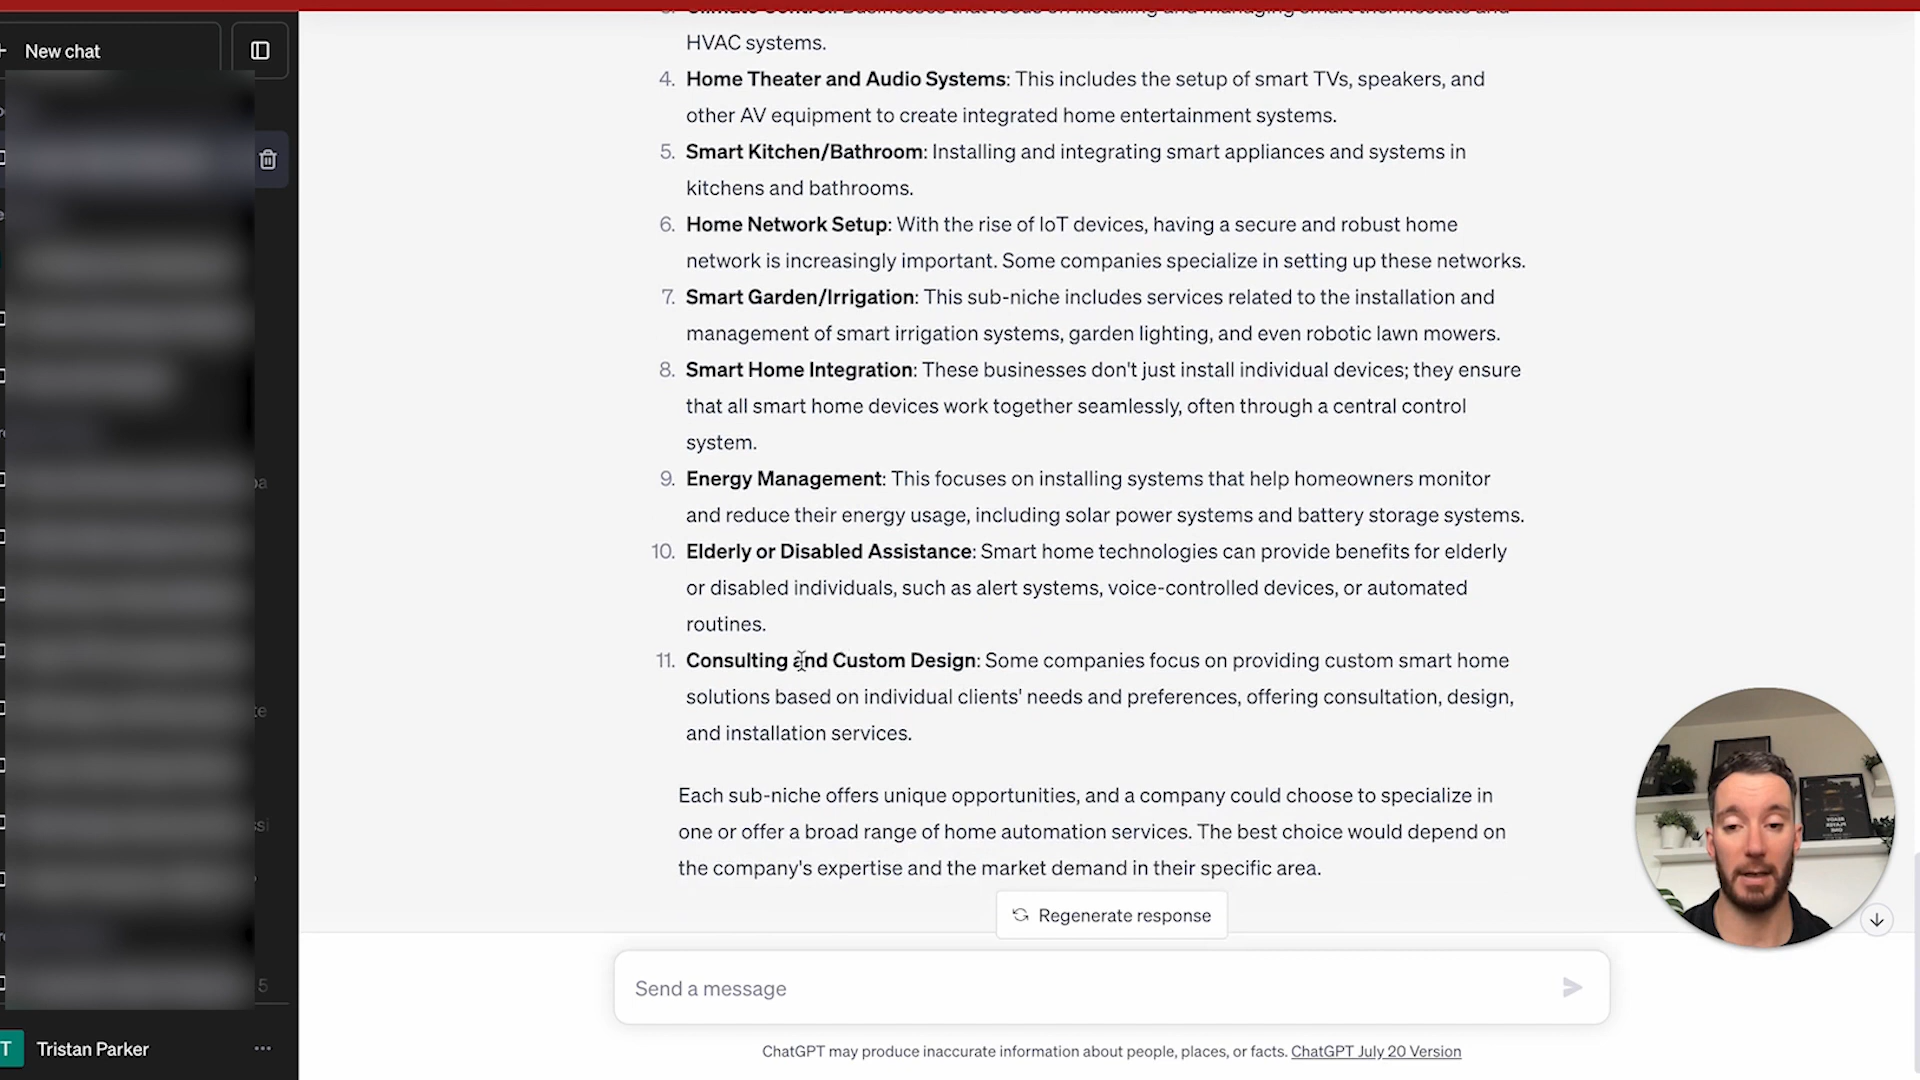 New chat
3. Climate Control: Businesses that focus on installing and managing smart thermostats and
HVAC systems.
4. Home Theater and Audio Systems: This includes the setup of smart TVs, speakers, and
other AV equipment to create integrated home entertainment systems.
5. Smart Kitchen/Bathroom: Installing and integrating smart appliances and systems in
kitchens and bathrooms.
6. Home Network Setup: With the rise of IoT devices, having a secure and robust home
network is increasingly important. Some companies specialize in setting up these networks.
7. Smart Garden/Irrigation: This sub-niche includes services related to the installation and
management of smart irrigation systems, garden lighting, and even robotic lawn mowers.
8. Smart Home Integration: These businesses don't just install individual devices; they ensure
that all smart home devices work together seamlessly, often through a central control
system.
9. Energy Management: This focuses on installing systems that help homeowners monitor
and reduce their energy usage, including solar power systems and battery storage systems.
10. Elderly or Disabled Assistance: Smart home technologies can provide benefits for elderly
or disabled individuals, such as alert systems, voice-controlled devices, or automated
routines.
11. Consulting and Custom Design: Some companies focus on providing custom smart home
solutions based on individual clients' needs and preferences, offering consultation, design,
and installation services.
Each sub-niche offers unique opportunities, and a company could choose to specialize in
one or offer a broad range of home automation services. The best choice would depend on
the company's expertise and the market demand in their specific area.
Regenerate response
Send a message
T Tristan Parker
ChatGPT may produce inaccurate information about people, places, or facts. ChatGPT July 20 Version